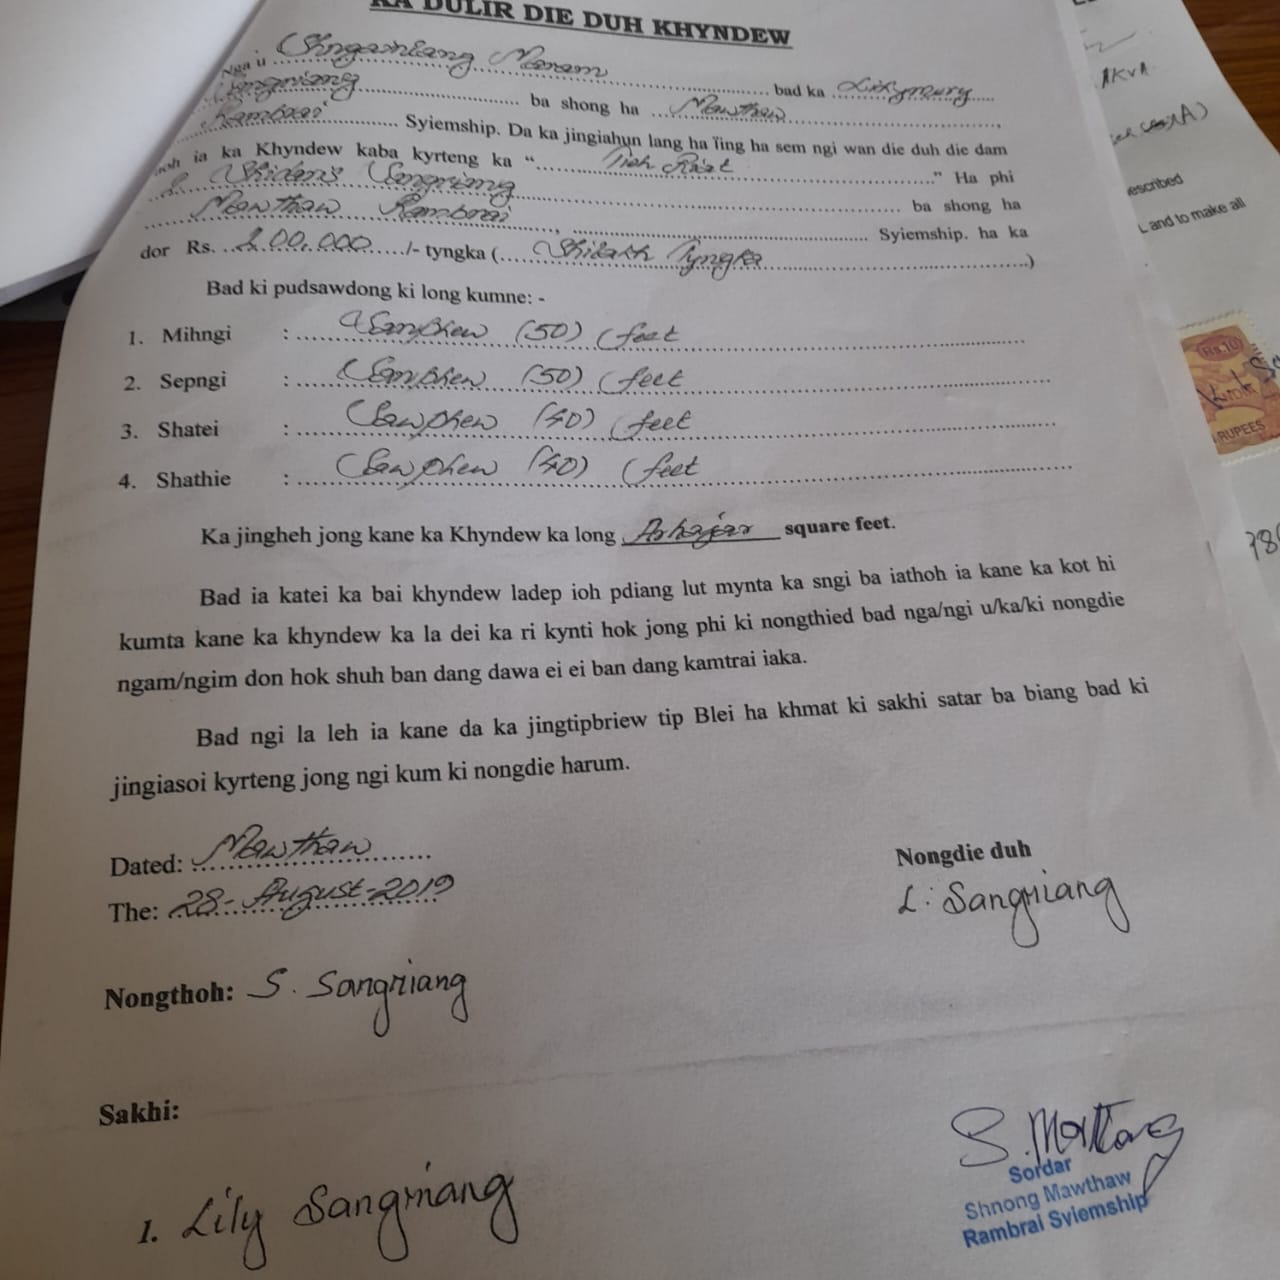 KA DULIR DIE DUH KHYNDEW
Nga u bad ka
Sangriang ba shong ha Mawthaw
Rambrai Syiemship. Da ka jingiahun lang ha ïing ha sem ngi wan die duh die dam
noh ia ka Khyndew kaba kyrteng ka " " Ha phi
Sangriang ba shong ha
Mawthaw Rambrai, Syiemship. ha ka
dor Rs. 1,00,000 /- tyngka ( Shilakh Tyngka )
Bad ki pudsawdong ki long kumne: -
1. Mihngi : Sanphew (50) feet
2. Sepngi : Sanphew (50) feet
3. Shatei : Sawphew (40) feet
4. Shathie : Sawphew (40) feet
Ka jingheh jong kane ka Khyndew ka long Arhajar square feet.
Bad ia katei ka bai khyndew ladep ioh pdiang lut mynta ka sngi ba iathoh ia kane ka kot hi
kumta kane ka khyndew ka la dei ka ri kynti hok jong phi ki nongthied bad nga/ngi u/ka/ki nongdie
ngam/ngim don hok shuh ban dang dawa ei ei ban dang kamtrai iaka.
Bad ngi la leh ia kane da ka jingtipbriew tip Blei ha khmat ki sakhi satar ba biang bad ki
jingiasoi kyrteng jong ngi kum ki nongdie harum.
Dated: Mawthaw
The: 28-August-2019
Nongdie duh
L. Sangriang
Nongthoh: S. Sangriang
Sakhi:
1. Lily Sangriang
Sordar
Shnong Mawthaw
Rambrai Syiemship
escribed
, and to make all
Rs.10
RUPEES